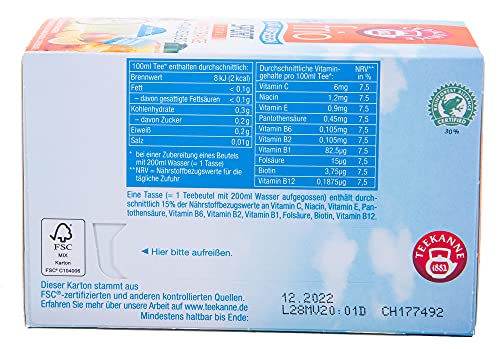 100ml Tee* enthalten durchschnittlich:
Brennwert 8 kJ (2 kcal)
Fett < 0,1g
– davon gesättigte Fettsäuren < 0,1g
Kohlenhydrate 0,3g
– davon Zucker 0,2g
Eiweiß 0,2g
Salz 0,01g
* bei einer Zubereitung eines Beutels
mit 200ml Wasser (= 1 Tasse)
** NRV = Nährstoffbezugswerte für die
tägliche Zufuhr
Durchschnittliche Vitamin- NRV**
gehalte pro 100ml Tee*: in %
Vitamin C 6mg 7,5
Niacin 1,2mg 7,5
Vitamin E 0,9mg 7,5
Pantothensäure 0,45mg 7,5
Vitamin B6 0,105mg 7,5
Vitamin B2 0,105mg 7,5
Vitamin B1 82,5µg 7,5
Folsäure 15µg 7,5
Biotin 3,75µg 7,5
Vitamin B12 0,1875µg 7,5
Eine Tasse (= 1 Teebeutel mit 200ml Wasser aufgegossen) enthält durch-
schnittlich 15% der Nährstoffbezugswerte an Vitamin C, Niacin, Vitamin E, Pan-
tothensäure, Vitamin B6, Vitamin B2, Vitamin B1, Folsäure, Biotin, Vitamin B12.
30%
FSC
MIX
Karton
FSC® C104006
Hier bitte aufreißen.
TEEKANNE
1882
Dieser Karton stammt aus
FSC®-zertifizierten und anderen kontrollierten Quellen.
Erfahren Sie mehr über unsere Arbeit auf www.teekanne.de
Mindestens haltbar bis Ende:
12.2022
L28MV20:01D CH177492